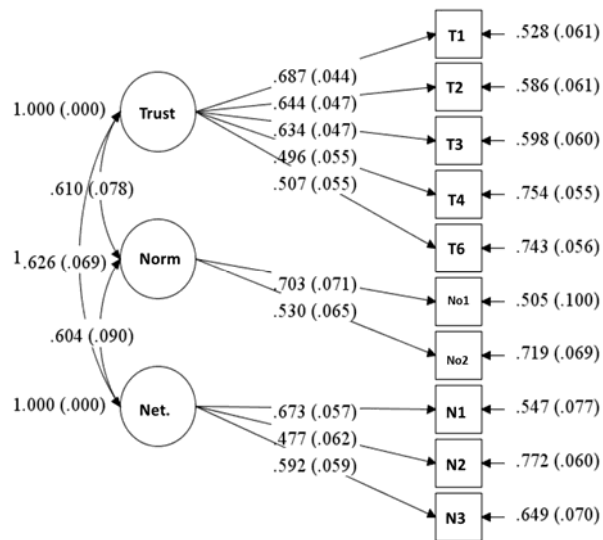 T1 .528 (.061)
.687 (.044)
T2 .586 (.061)
1.000 (.000) Trust .644 (.047)
.634 (.047) T3 .598 (.060)
.496 (.055)
.610 (.078) .507 (.055) T4 .754 (.055)
T6 .743 (.056)
1 .626 (.069) Norm .703 (.071)
No1 .505 (.100)
.530 (.065)
.604 (.090) No2 .719 (.069)
1.000 (.000) Net. .673 (.057) N1 .547 (.077)
.477 (.062)
.592 (.059) N2 .772 (.060)
N3 .649 (.070)